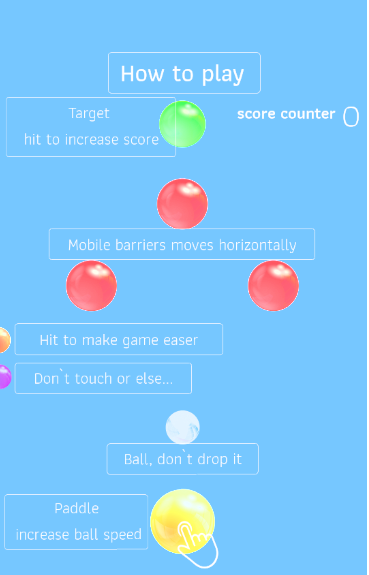 How to play
Target
hit to increase score
score counter 0
Mobile barriers moves horizontally
Hit to make game easer
Don`t touch or else...
Ball, don`t drop it
Paddle
increase ball speed